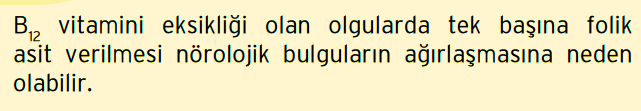 B12 vitamini eksikliği olan olgularda tek başına folik
asit verilmesi nörolojik bulguların ağırlaşmasına neden
olabilir.